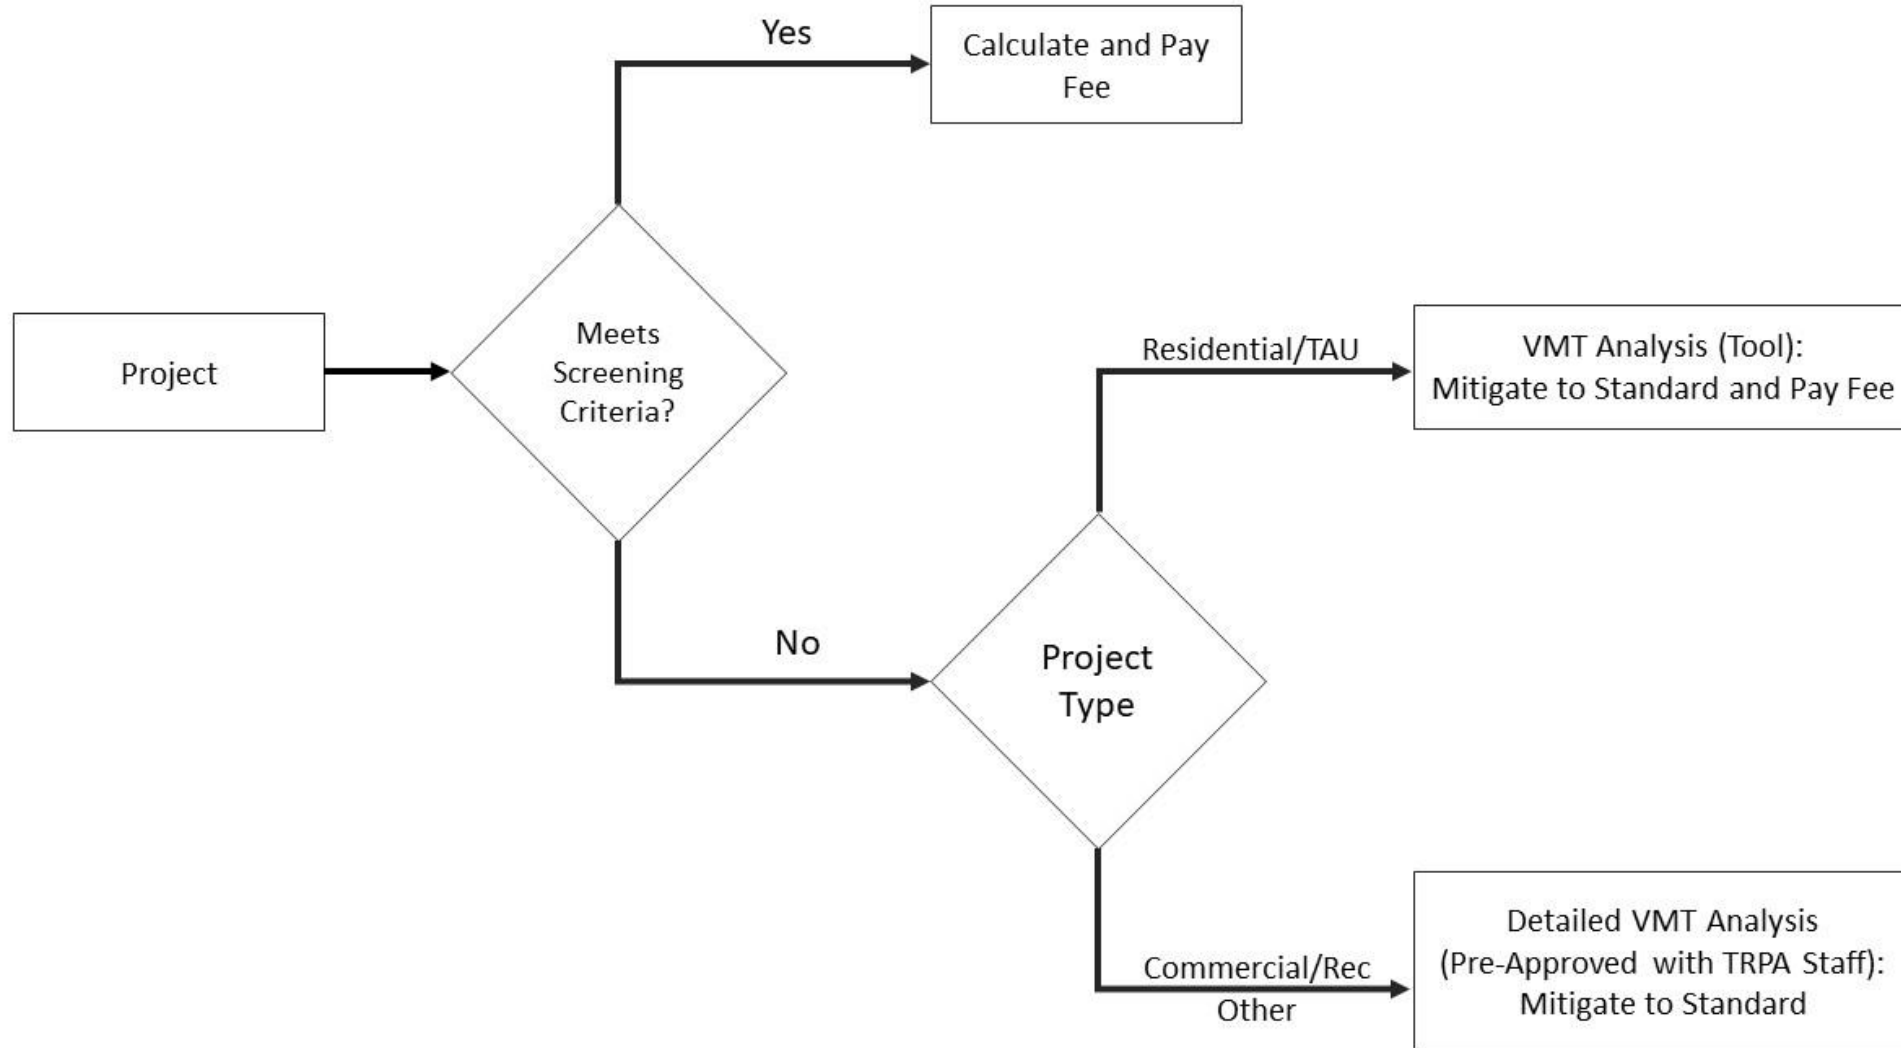 Yes
Calculate and Pay
Fee
Project
Meets
Screening
Criteria?
Residential/TAU
VMT Analysis (Tool):
Mitigate to Standard and Pay Fee
No
Project
Type
Commercial/Rec
Other
Detailed VMT Analysis
(Pre-Approved with TRPA Staff):
Mitigate to Standard